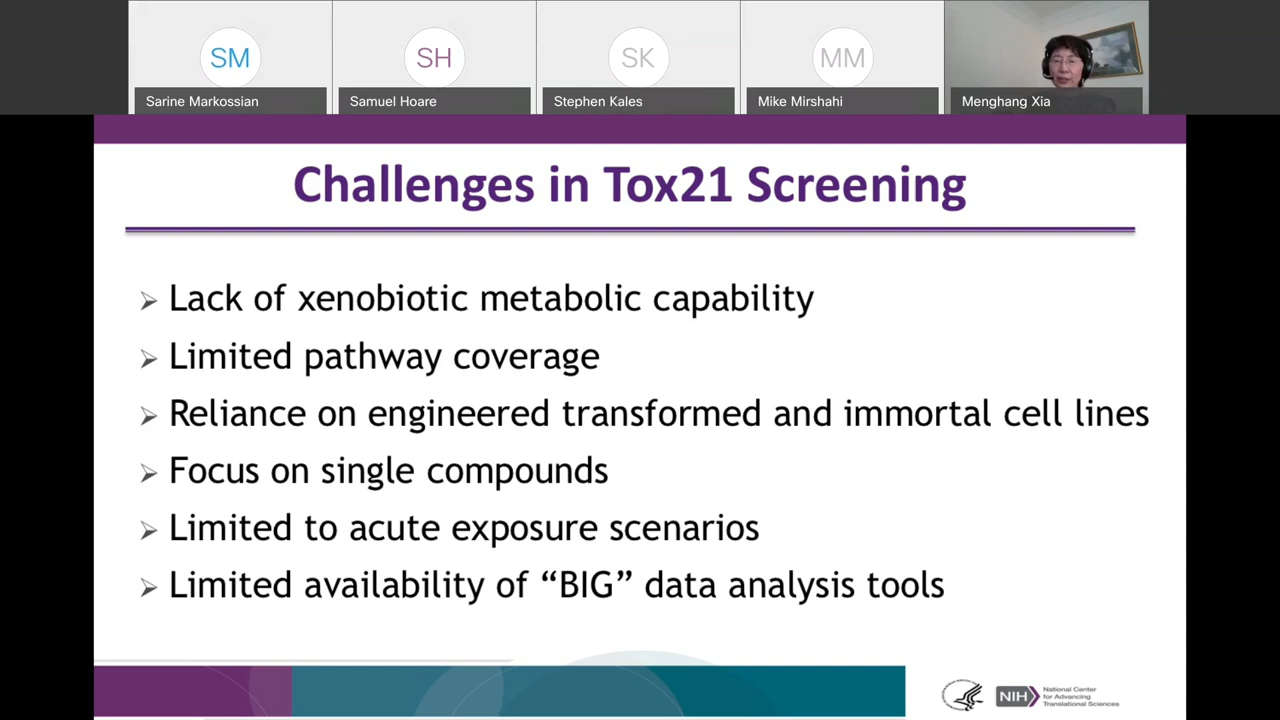 SM
SH
SK
MM
Sarine Markossian
Samuel Hoare
Stephen Kales
Mike Mirshahi
Menghang Xia
Challenges in Tox21 Screening
Lack of xenobiotic metabolic capability
Limited pathway coverage
Reliance on engineered transformed and immortal cell lines
Focus on single compounds
Limited to acute exposure scenarios
Limited availability of “BIG” data analysis tools
NIH
National Center
for Advancing
Translational Sciences